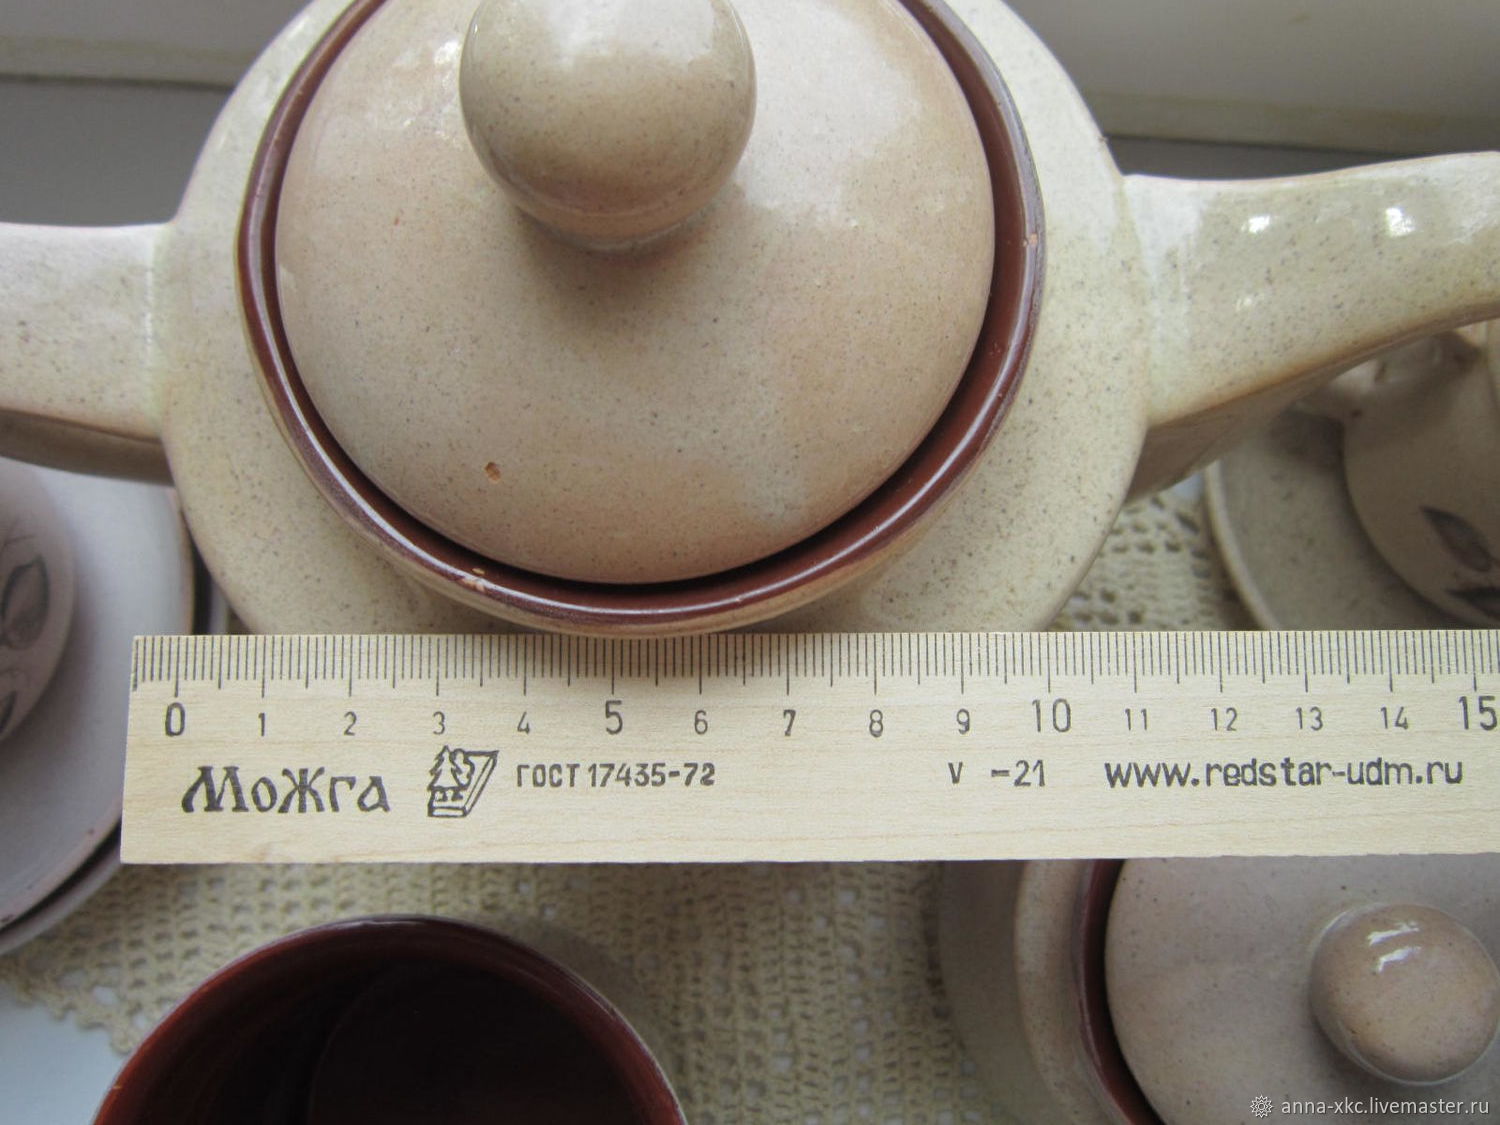 0 1 2 3 4 5 6 7 8 9 10 11 12 13 14 15
Можга ГОСТ 17435-72 V -21 www.redstar-udm.ru
anna-xkc.livemaster.ru